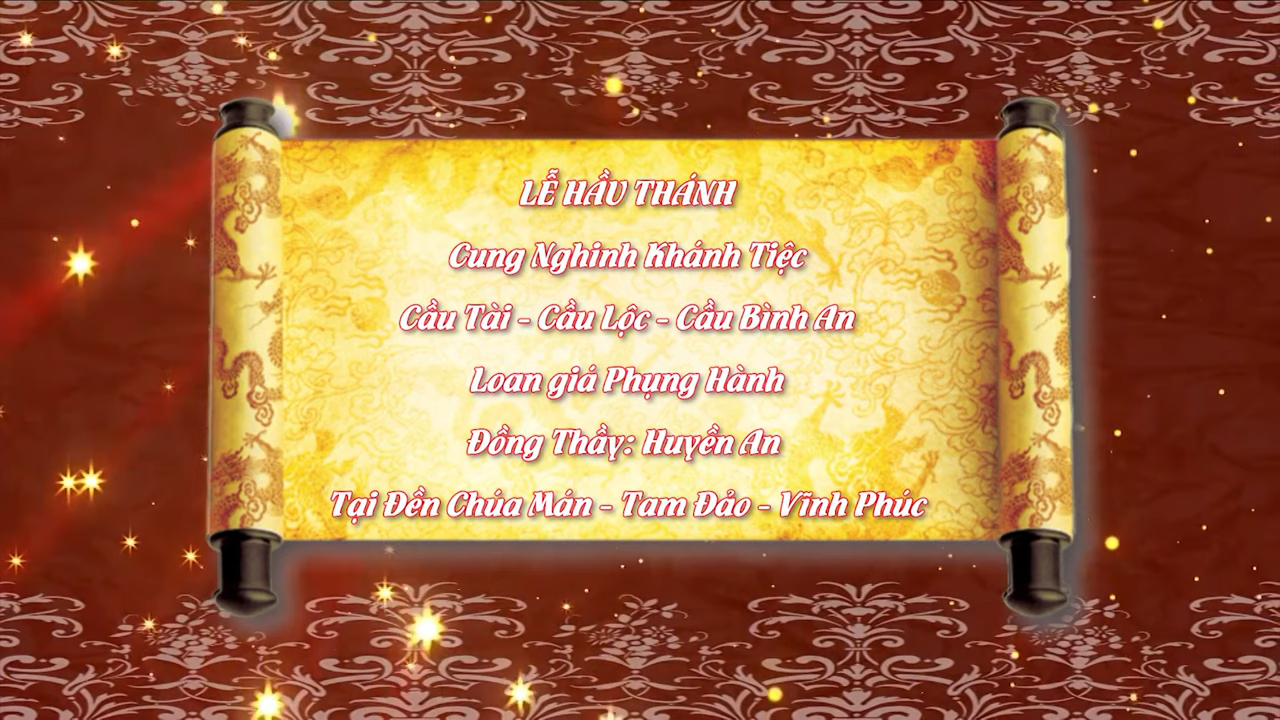 LỄ HẦU THÁNH
Cung Nghinh Khánh Tiệc
Cầu Tài - Cầu Lộc - Cầu Bình An
Loan giá Phụng Hành
Đồng Thầy: Huyền An
Tại Đền Chúa Mán - Tam Đảo - Vĩnh Phúc